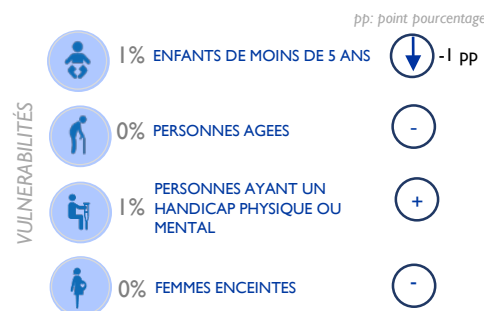 pp: point pourcentage
VULNERABILITÉS
1% ENFANTS DE MOINS DE 5 ANS -1 pp
0% PERSONNES AGEES -
1% PERSONNES AYANT UN
HANDICAP PHYSIQUE OU
MENTAL +
0% FEMMES ENCEINTES -